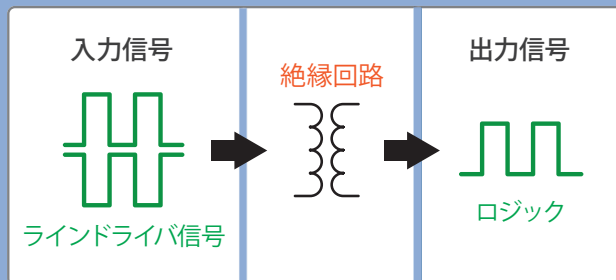 入力信号
絶縁回路
出力信号
ラインドライバ信号
ロジック